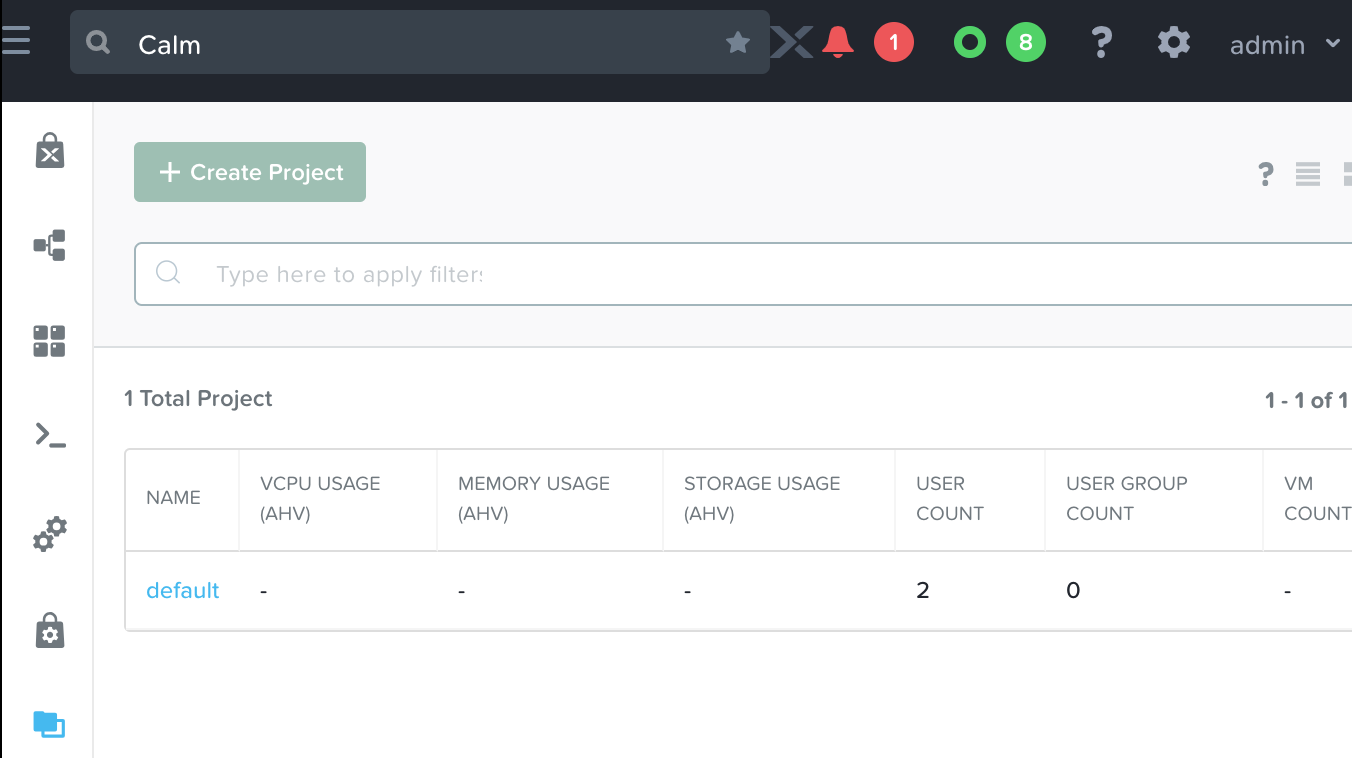 Calm
1
8
?
admin
+ Create Project
?
Type here to apply filters
1 Total Project
1 - 1 of 1
NAME
VCPU USAGE
(AHV)
MEMORY USAGE
(AHV)
STORAGE USAGE
(AHV)
USER
COUNT
USER GROUP
COUNT
VM
COUNT
default
-
-
-
2
0
-